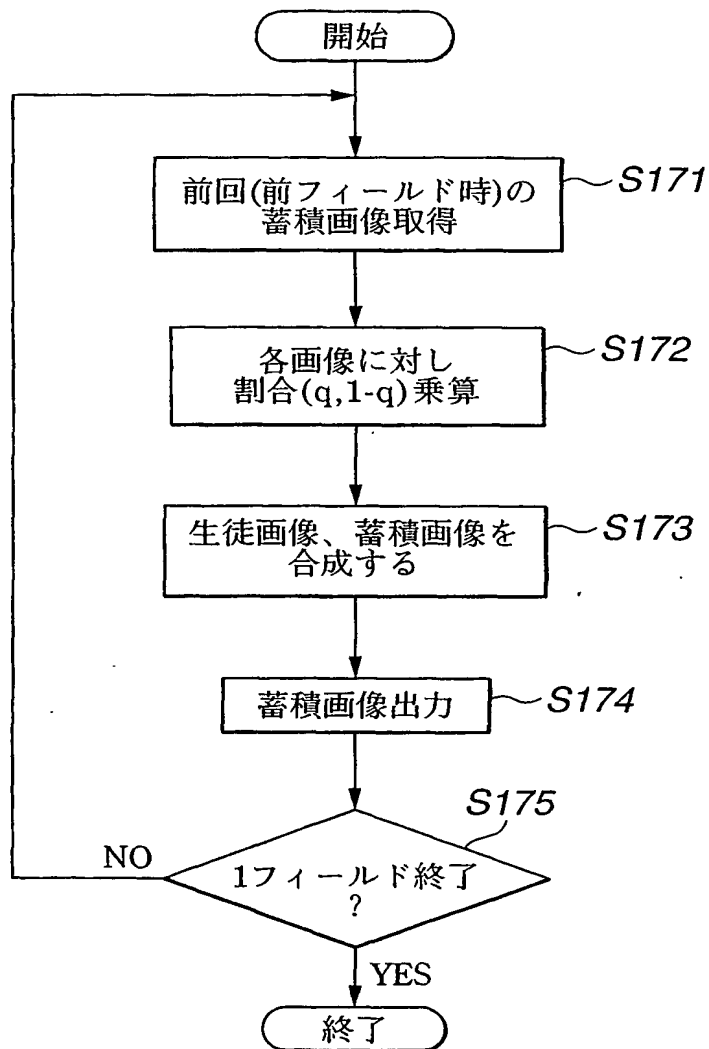 開始
前回(前フィールド時)の
蓄積画像取得
S171
各画像に対し
割合(q,1-q)乗算
S172
生徒画像、蓄積画像を
合成する
S173
蓄積画像出力
S174
S175
1フィールド終了
?
NO
YES
終了